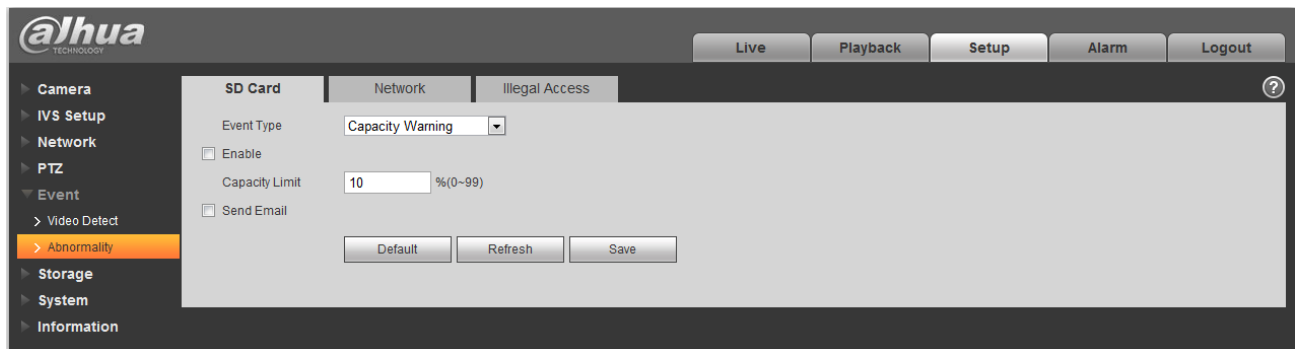 alhua
TECHNOLOGY
Live Playback Setup Alarm Logout
Camera
IVS Setup
Network
PTZ
Event
> Video Detect
> Abnormality
Storage
System
Information
SD Card Network Illegal Access ?
Event Type Capacity Warning
Enable
Capacity Limit 10 %(0~99)
Send Email
Default Refresh Save